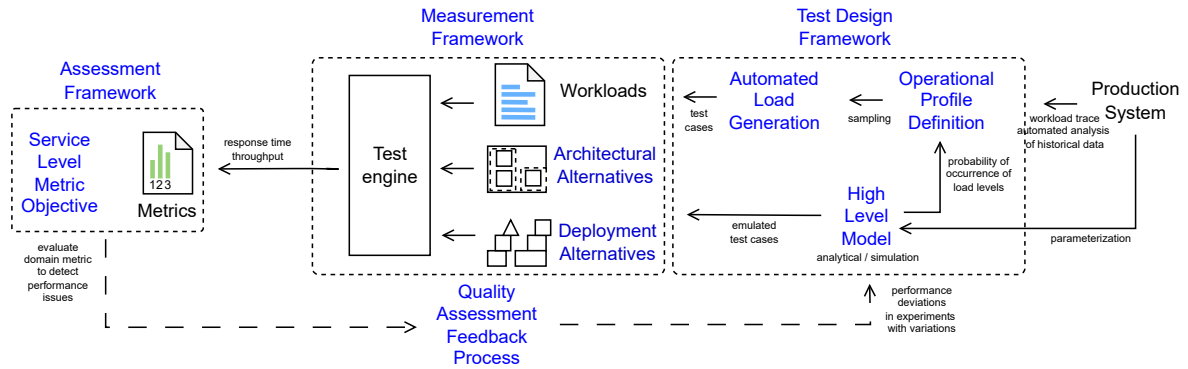 Measurement
Framework
Test Design
Framework
Assessment
Framework
Service
Level
Metric
Objective
123
Metrics
evaluate
domain metric
to detect
performance
issues
response time
throughput
Test
engine
Workloads
Architectural
Alternatives
Deployment
Alternatives
test
cases
emulated
test cases
Automated
Load
Generation
sampling
Operational
Profile
Definition
probability of
occurrence of
load levels
High
Level
Model
analytical / simulation
Production
System
workload trace
automated analysis
of historical data
parameterization
Quality
Assessment
Feedback
Process
performance
deviations
in experiments
with variations